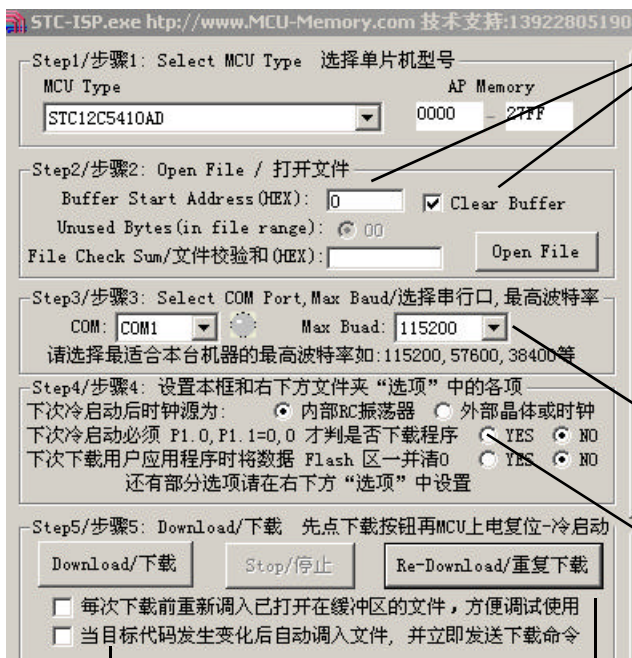 STC-ISP.exe htp://www.MCU-Memory.com 技术支持:13922805190
Step1/步骤1: Select MCU Type 选择单片机型号
MCU Type AP Memory
STC12C5410AD 0000 - 27FF
Step2/步骤2: Open File / 打开文件
Buffer Start Address(HEX): 0 Clear Buffer
Unused Bytes(in file range): 00
File Check Sum/文件校验和(HEX): Open File
Step3/步骤3: Select COM Port,Max Baud/选择串行口,最高波特率
COM: COM1 Max Buad: 115200
请选择最适合本台机器的最高波特率如:115200,57600,38400等
Step4/步骤4: 设置本框和右下方文件夹“选项”中的各项
下次冷启动后时钟源为: 内部RC振荡器 外部晶体或时钟
下次冷启动必须 P1.0,P1.1=0,0 才判是否下载程序 YES NO
下次下载用户应用程序时将数据 Flash 区一并清0 YES NO
还有部分选项请在右下方“选项”中设置
Step5/步骤5: Download/下载 先点下载按钮再MCU上电复位-冷启动
Download/下载 Stop/停止 Re-Download/重复下载
每次下载前重新调入已打开在缓冲区的文件，方便调试使用
当目标代码发生变化后自动调入文件, 并立即发送下载命令